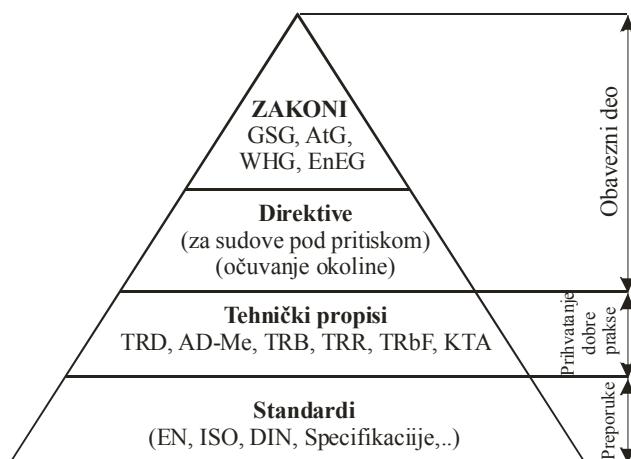 ZAKONI
GSG, AtG,
WHG, EnEG
Direktive
(za sudove pod pritiskom)
(očuvanje okoline)
Tehnički propisi
TRD, AD-Me, TRB, TRR, TRbF, KTA
Standardi
(EN, ISO, DIN, Specifikaciije,..)
Obavezni deo
Prihvatanje
dobre
prakse
Preporuke